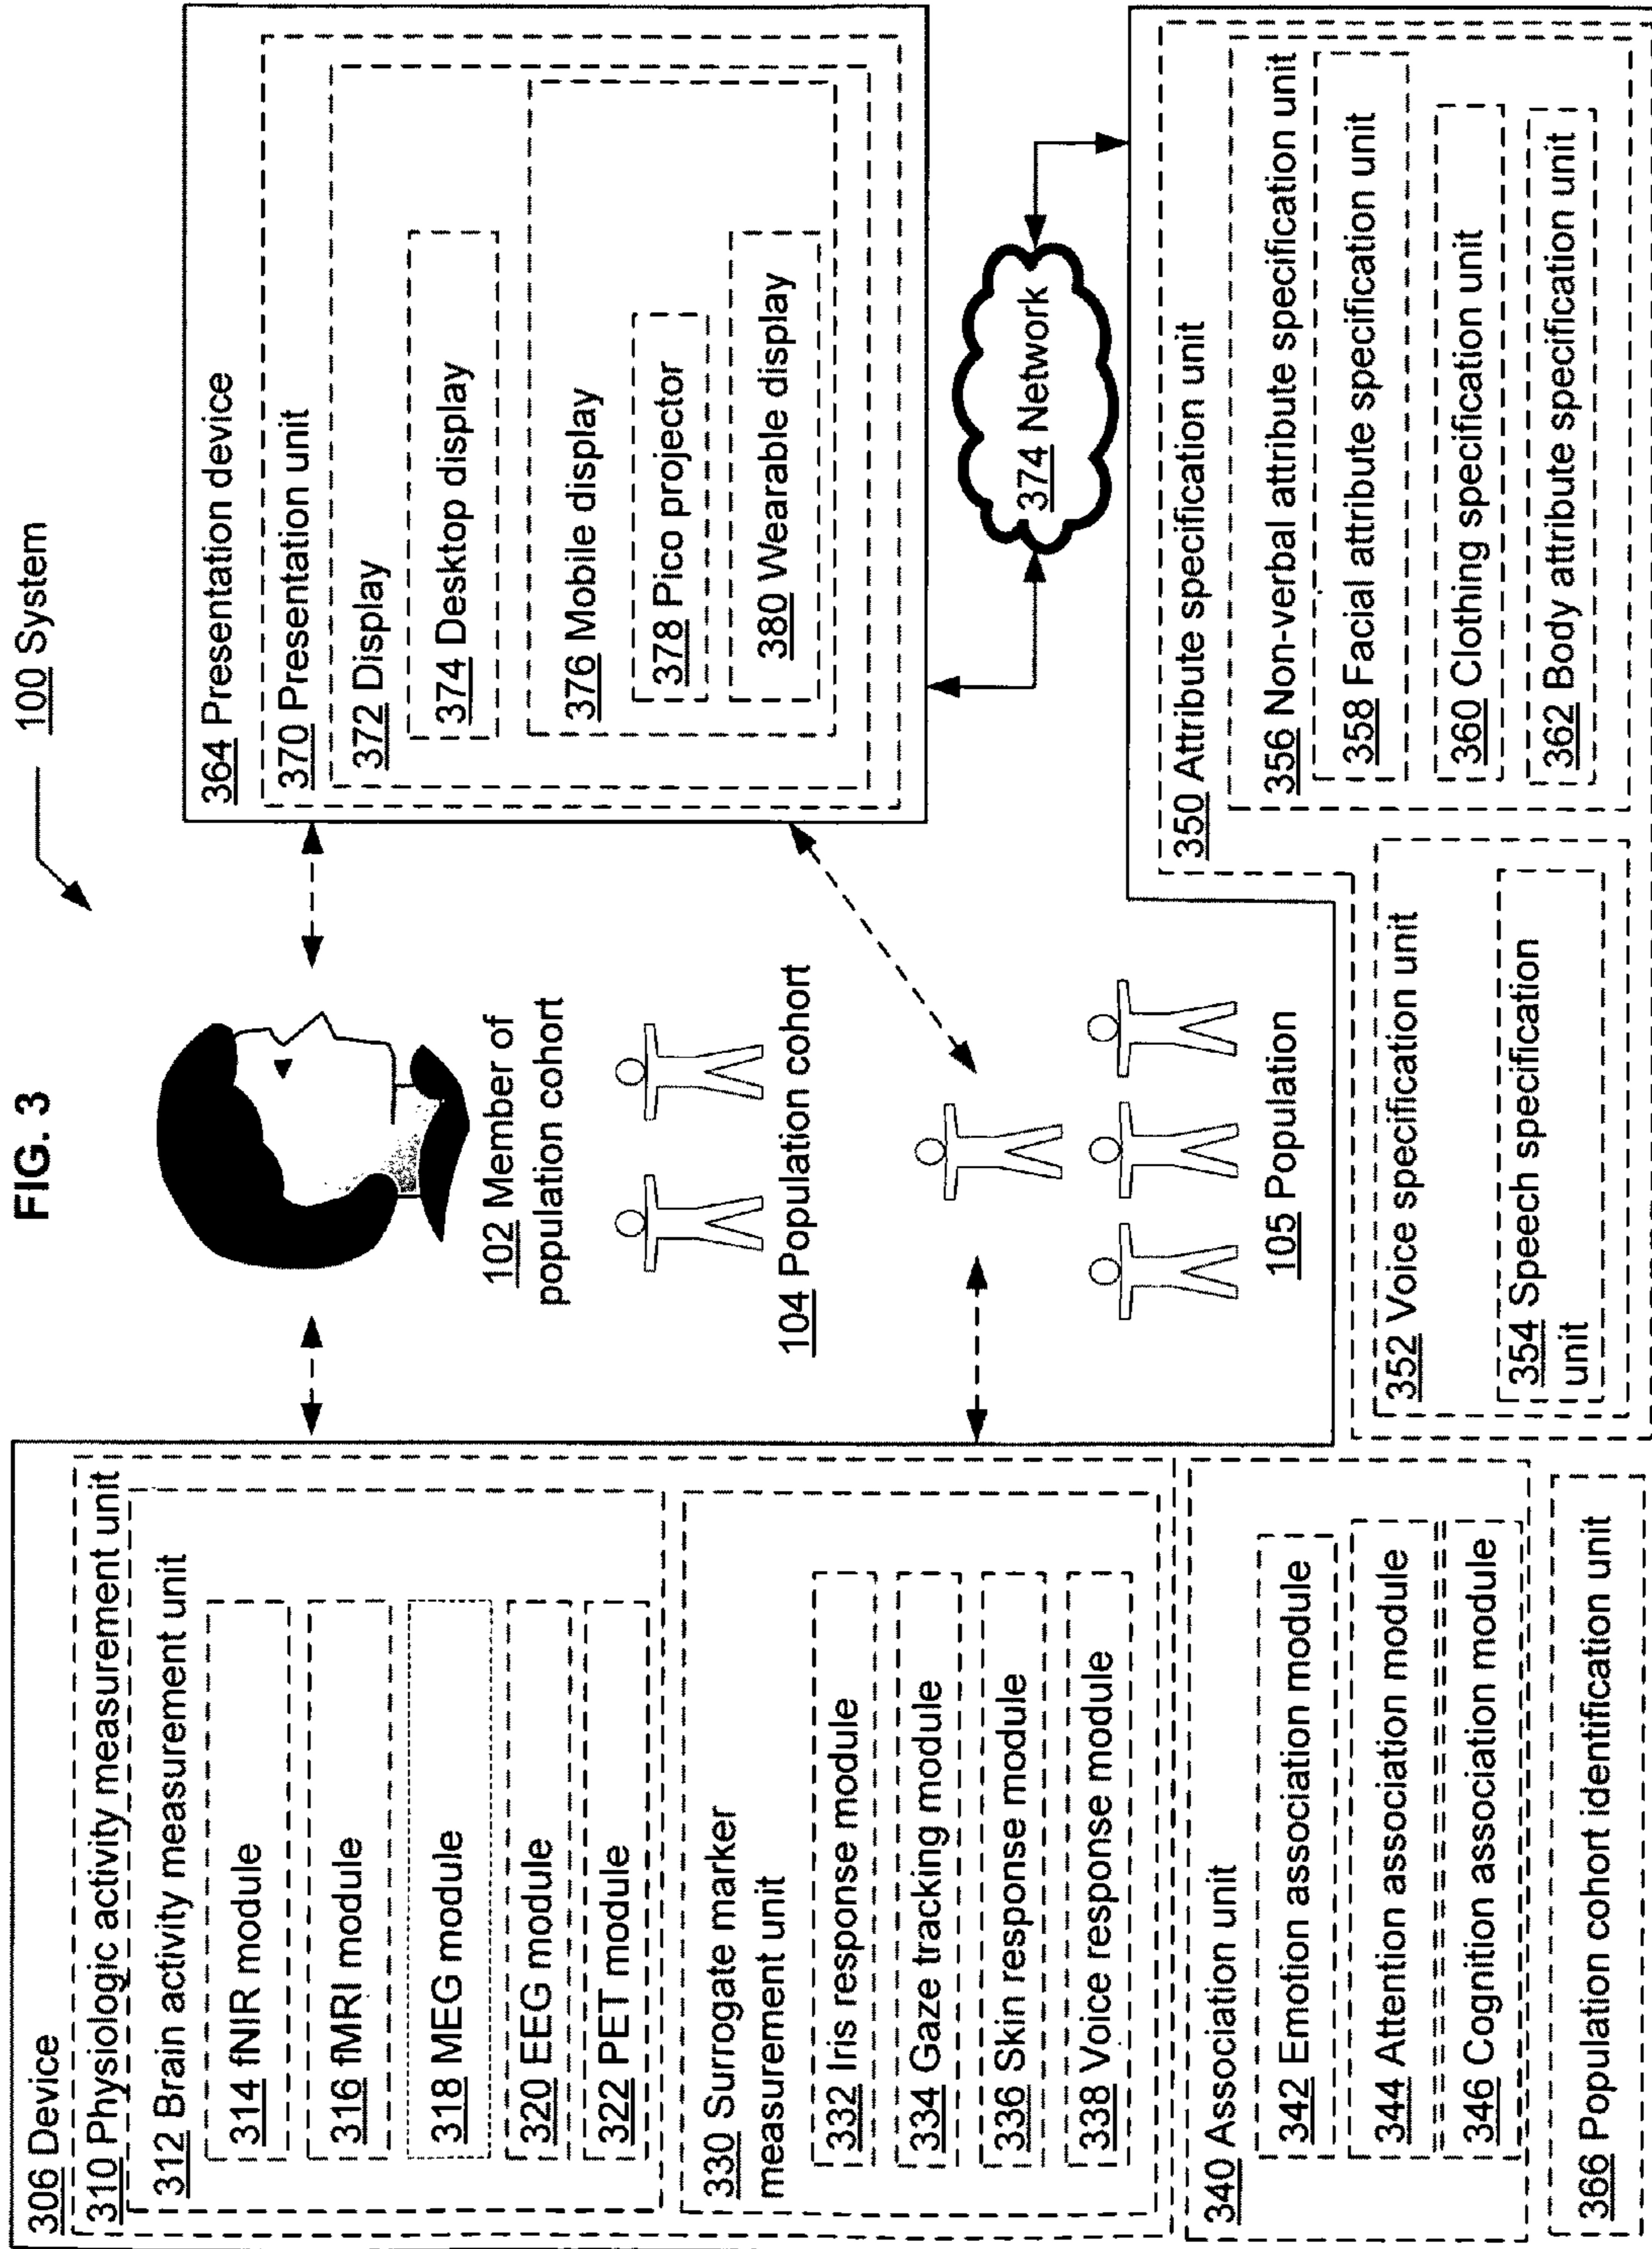 FIG. 3
100 System
306 Device
310 Physiologic activity measurement unit
312 Brain activity measurement unit
314 fNIR module
316 fMRI module
318 MEG module
320 EEG module
322 PET module
330 Surrogate marker
measurement unit
332 Iris response module
334 Gaze tracking module
336 Skin response module
338 Voice response module
340 Association unit
342 Emotion association module
344 Attention association module
346 Cognition association module
366 Population cohort identification unit
102 Member of
population cohort
104 Population cohort
105 Population
364 Presentation device
370 Presentation unit
372 Display
374 Desktop display
376 Mobile display
378 Pico projector
380 Wearable display
374 Network
350 Attribute specification unit
352 Voice specification unit
354 Speech specification
unit
356 Non-verbal attribute specification unit
358 Facial attribute specification unit
360 Clothing specification unit
362 Body attribute specification unit